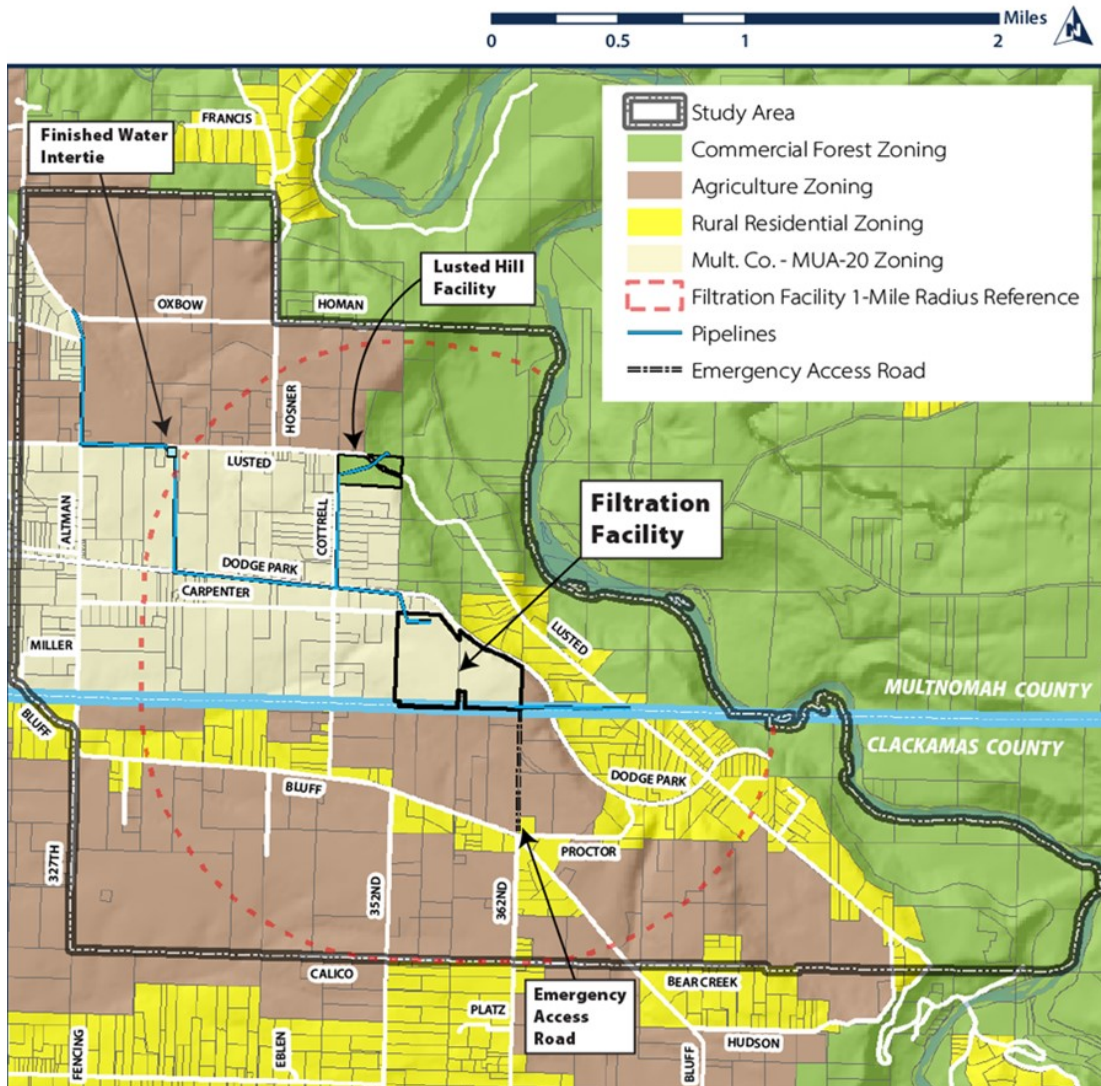 Miles
0 0.5 1 2
N
Study Area
Commercial Forest Zoning
Agriculture Zoning
Rural Residential Zoning
Mult. Co. - MUA-20 Zoning
Filtration Facility 1-Mile Radius Reference
Pipelines
Emergency Access Road
FRANCIS
Finished Water
Intertie
Lusted Hill
Facility
OXBOW
HOMAN
HOSNER
LUSTED
ALTMAN
COTTRELL
Filtration
Facility
DODGE PARK
CARPENTER
LUSTED
MILLER
MULTNOMAH COUNTY
CLACKAMAS COUNTY
BLUFF
BLUFF
DODGE PARK
PROCTOR
327TH
352ND
362ND
CALICO
BEAR CREEK
Emergency
Access
Road
PLATZ
HUDSON
FENCING
EBLEN
BLUFF